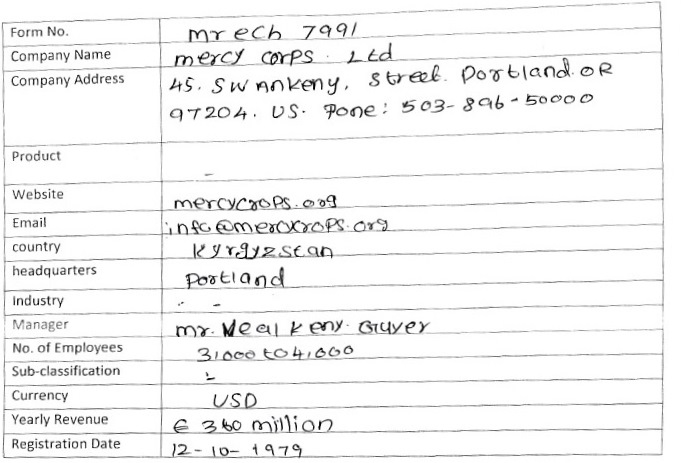 Form No. mrech 7991
Company Name mercy corps. Ltd
Company Address 45. SW Ankeny, street. Portland. OR
97204. US. Pone: 503-896-50000
Product -
Website mercycrops.org
Email info@mercycrops.org
country Kyrgyzstan
headquarters Portland
Industry -
Manager mr. Neal keny. Gruyer
No. of Employees 31000 to 41,000
Sub-classification -
Currency USD
Yearly Revenue € 360 million
Registration Date 12-10-1979